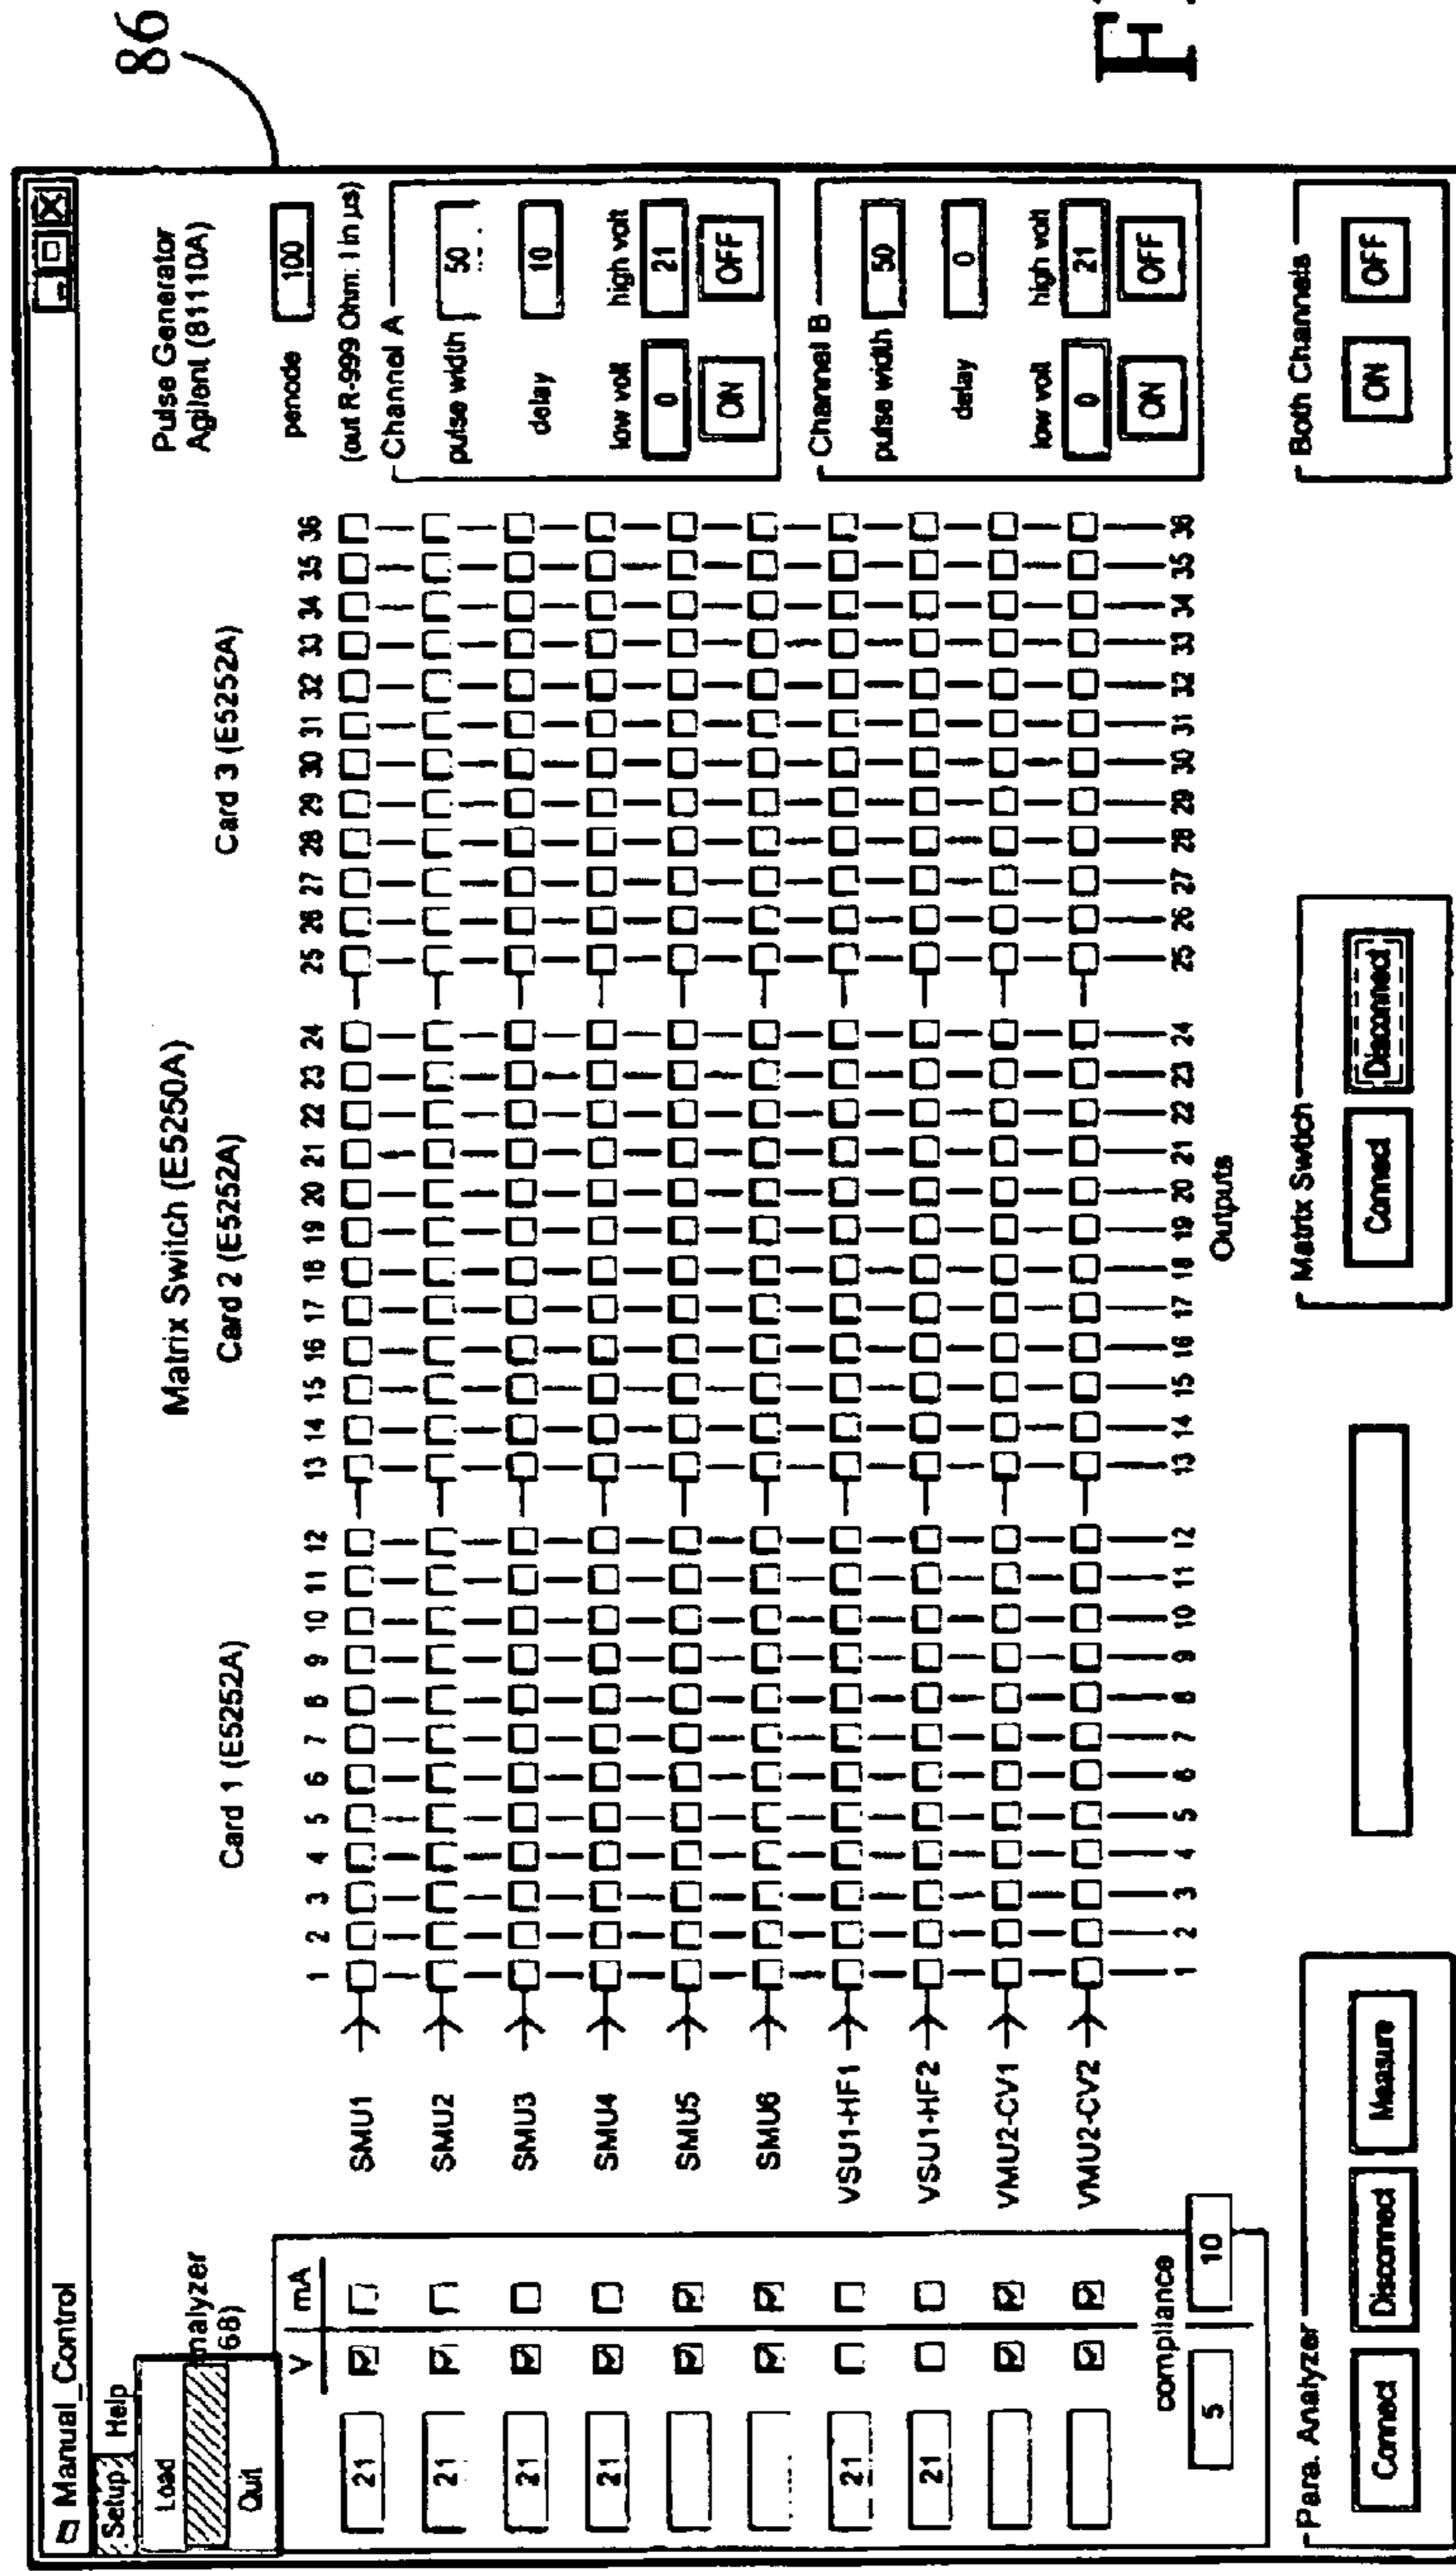 86
F
Manual_Control
Setup Help
Load
Quit
nalyzer
68)
Matrix Switch (E5250A)
Card 1 (E5252A) Card 2 (E5252A) Card 3 (E5252A)
V mA
1 2 3 4 5 6 7 8 9 10 11 12 13 14 15 16 17 18 19 20 21 22 23 24 25 26 27 28 29 30 31 32 33 34 35 36
21 SMU1
21 SMU2
21 SMU3
21 SMU4
SMU5
SMU6
21 VSU1-HF1
21 VSU1-HF2
VMU2-CV1
VMU2-CV2
1 2 3 4 5 6 7 8 9 10 11 12 13 14 15 16 17 18 19 20 21 22 23 24 25 26 27 28 29 30 31 32 33 34 35 36
Outputs
compliance
5 10
Pulse Generator
Agilent (81110A)
penode 100
(out R-999 Ohm: I in µs)
Channel A
pulse width 50
delay 10
low volt high volt
0 21
ON OFF
Channel B
pulse width 50
delay 0
low volt high volt
0 21
ON OFF
Para. Analyzer
Connect Disconnect Measure
Matrix Swtich
Connect Disconnect
Both Channels
ON OFF